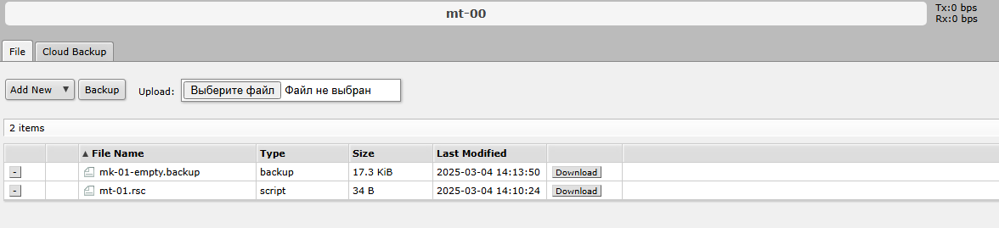 mt-00
Tx:0 bps
Rx:0 bps
File Cloud Backup
Add New ▼ Backup Upload: Выберите файл Файл не выбран
2 items
▲ File Name Type Size Last Modified
- mk-01-empty.backup backup 17.3 KiB 2025-03-04 14:13:50 Download
- mt-01.rsc script 34 B 2025-03-04 14:10:24 Download